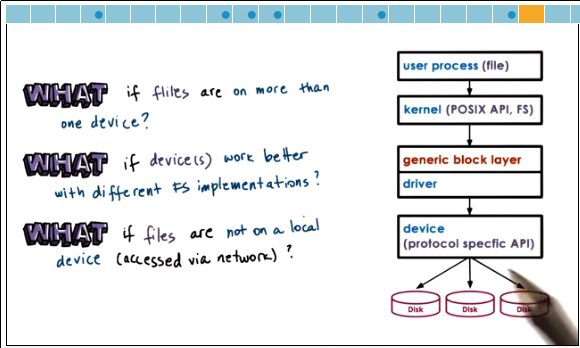 WHAT if fliles are on more than
one device?
WHAT if device(s) work better
with different FS implementations?
WHAT if files are not on a local
device (accessed via network)?
user process (file)
kernel (POSIX API, FS)
generic block layer
driver
device
(protocol specfic API)
Disk
Disk
Disk